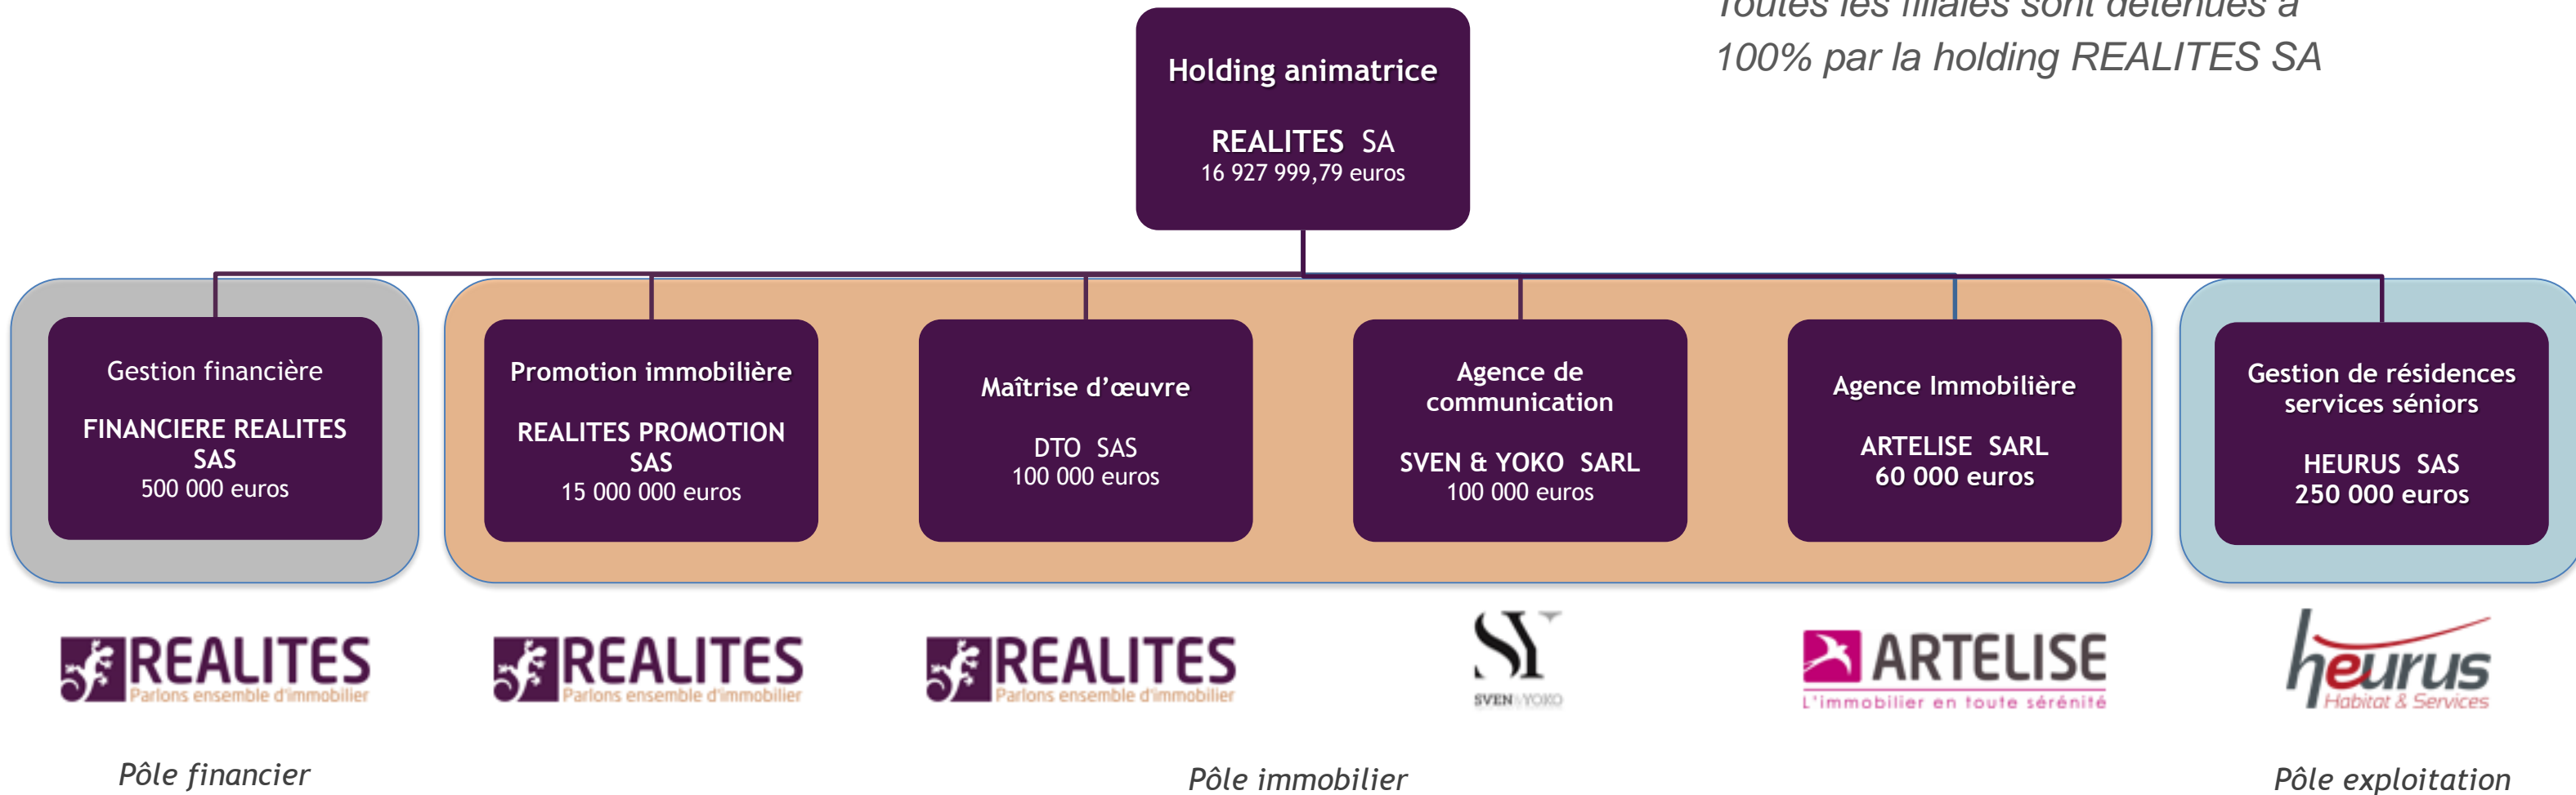 Toutes les filiales sont détenues à
100% par la holding REALITES SA
Holding animatrice
REALITES SA
16 927 999,79 euros
Gestion financière
FINANCIERE REALITES
SAS
500 000 euros
Promotion immobilière
REALITES PROMOTION
SAS
15 000 000 euros
Maîtrise d'œuvre
DTO SAS
100 000 euros
Agence de
communication
SVEN & YOKO SARL
100 000 euros
Agence Immobilière
ARTELISE SARL
60 000 euros
Gestion de résidences
services séniors
HEURUS SAS
250 000 euros
REALITES
Parlons ensemble d'immobilier
REALITES
Parlons ensemble d'immobilier
REALITES
Parlons ensemble d'immobilier
SY
SVEN&YOKO
ARTELISE
L'immobilier en toute sérénité
heurus
Habitat & Services
Pôle financier
Pôle immobilier
Pôle exploitation